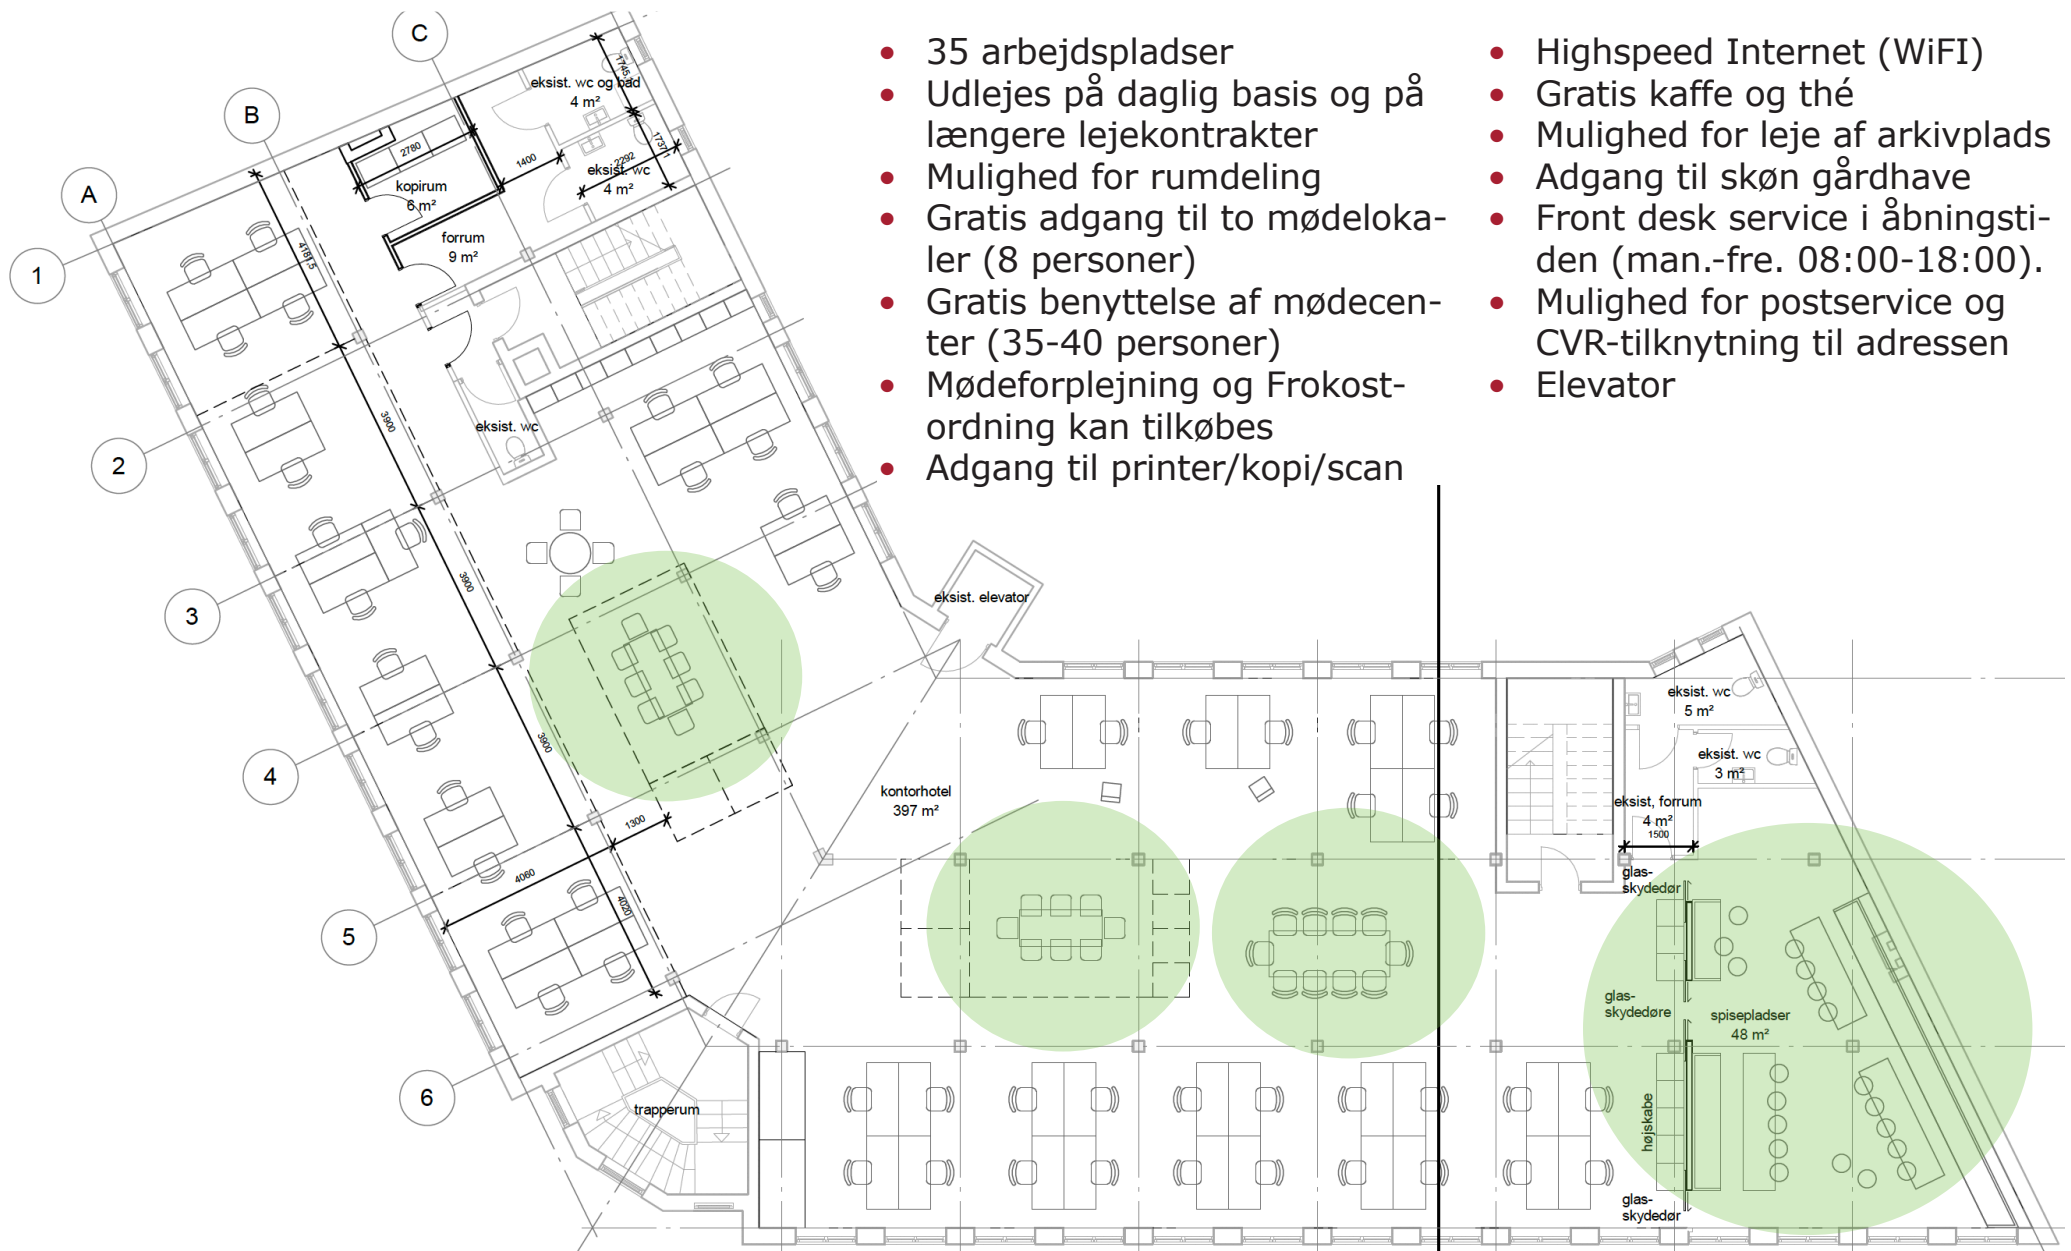 • 35 arbejdspladser
• Udlejes på daglig basis og på
længere lejekontrakter
• Mulighed for rumdeling
• Gratis adgang til to mødeloka-
ler (8 personer)
• Gratis benyttelse af mødecen-
ter (35-40 personer)
• Mødeforplejning og Frokost-
ordning kan tilkøbes
• Adgang til printer/kopi/scan
• Highspeed Internet (WiFI)
• Gratis kaffe og thé
• Mulighed for leje af arkivplads
• Adgang til skøn gårdhave
• Front desk service i åbningsti-
den (man.-fre. 08:00-18:00).
• Mulighed for postservice og
CVR-tilknytning til adressen
• Elevator
C
B
A
1
2
3
4
5
6
eksist. wc og bad
4 m²
eksist. wc
4 m²
2780
1400
2292
kopirum
6 m²
forrum
9 m²
4181,5
3900
eksist. wc
3900
3900
1300
4060
4020
eksist. elevator
kontorhotel
397 m²
eksist. wc
5 m²
eksist. wc
3 m²
eksist, forrum
4 m²
1500
glas-
skydedør
glas-
skydedøre
spisepladser
48 m²
højskabe
glas-
skydedør
trapperum